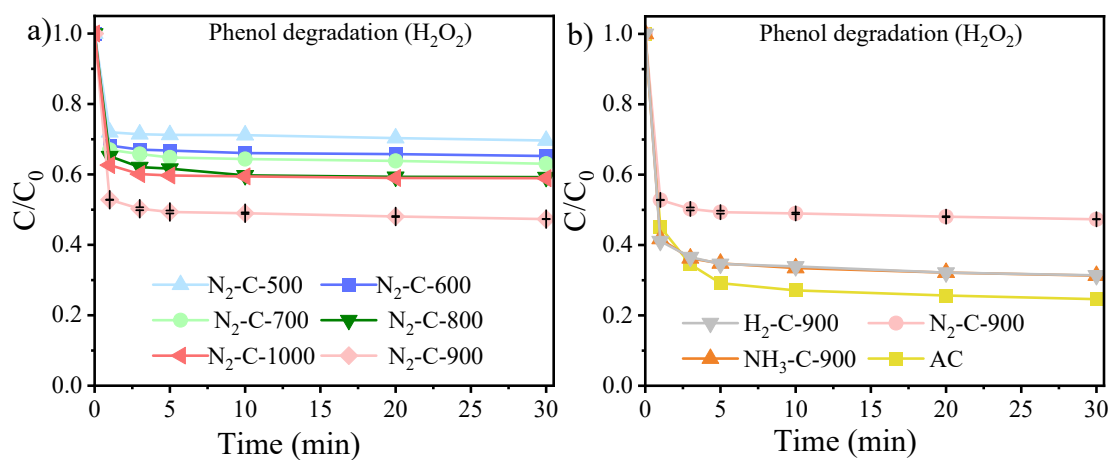 a)
Phenol degradation (H₂O₂)
C/C₀
1.0
0.8
0.6
0.4
0.2
0.0
N₂-C-500
N₂-C-600
N₂-C-700
N₂-C-800
N₂-C-1000
N₂-C-900
0 5 10 15 20 25 30
Time (min)
b)
Phenol degradation (H₂O₂)
C/C₀
1.0
0.8
0.6
0.4
0.2
0.0
H₂-C-900
N₂-C-900
NH₃-C-900
AC
0 5 10 15 20 25 30
Time (min)